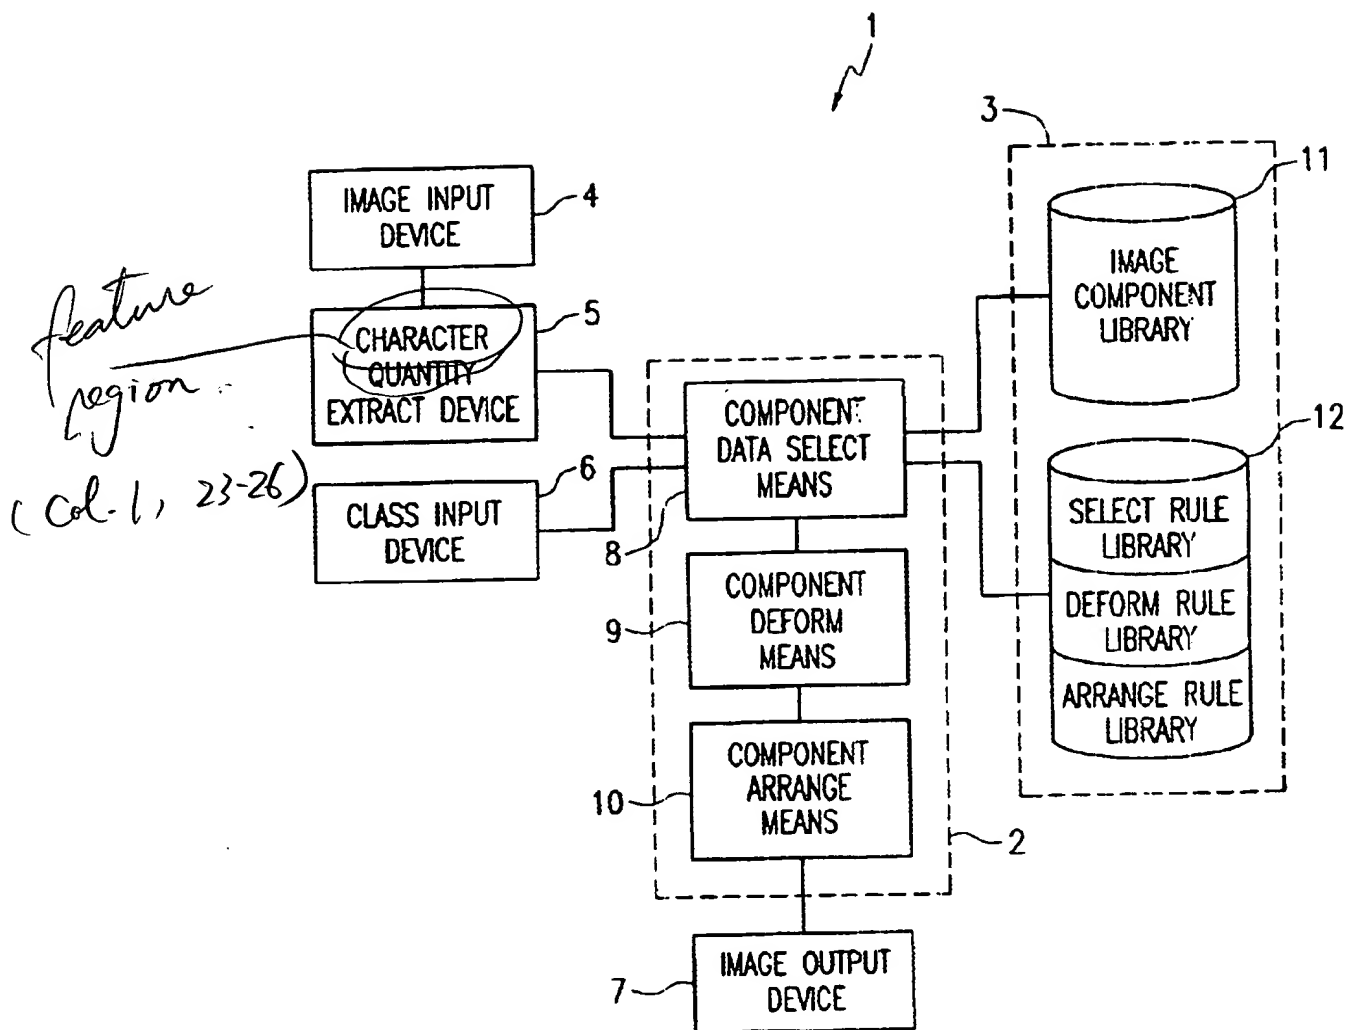 1
3
11
IMAGE INPUT
DEVICE
4
IMAGE
COMPONENT
LIBRARY
feature
region
(Col. 1, 23-26)
5
CHARACTER
QUANTITY
EXTRACT DEVICE
6
CLASS INPUT
DEVICE
COMPONENT
DATA SELECT
MEANS
8
12
SELECT RULE
LIBRARY
DEFORM RULE
LIBRARY
ARRANGE RULE
LIBRARY
9
COMPONENT
DEFORM
MEANS
10
COMPONENT
ARRANGE
MEANS
2
7
IMAGE OUTPUT
DEVICE